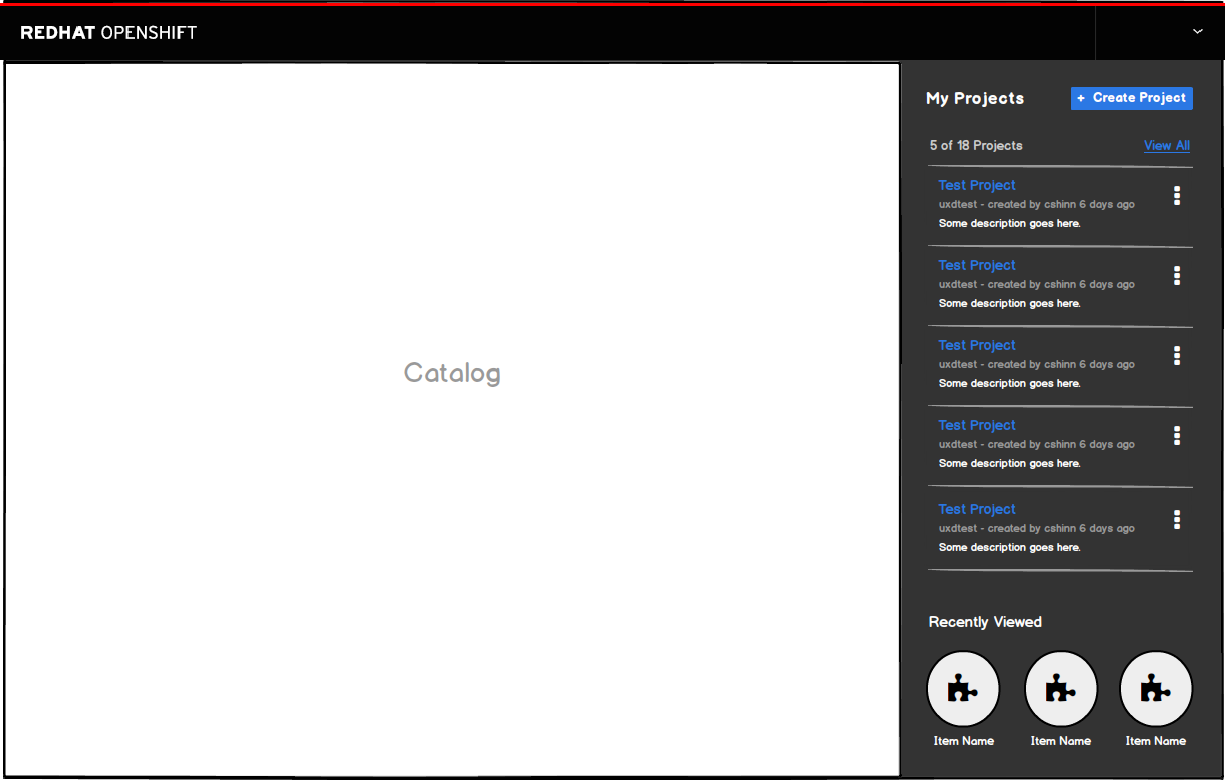 REDHAT OPENSHIFT
Catalog
My Projects
+ Create Project
5 of 18 Projects
View All
Test Project
uxdtest - created by cshinn 6 days ago
Some description goes here.
Test Project
uxdtest - created by cshinn 6 days ago
Some description goes here.
Test Project
uxdtest - created by cshinn 6 days ago
Some description goes here.
Test Project
uxdtest - created by cshinn 6 days ago
Some description goes here.
Test Project
uxdtest - created by cshinn 6 days ago
Some description goes here.
Recently Viewed
Item Name
Item Name
Item Name